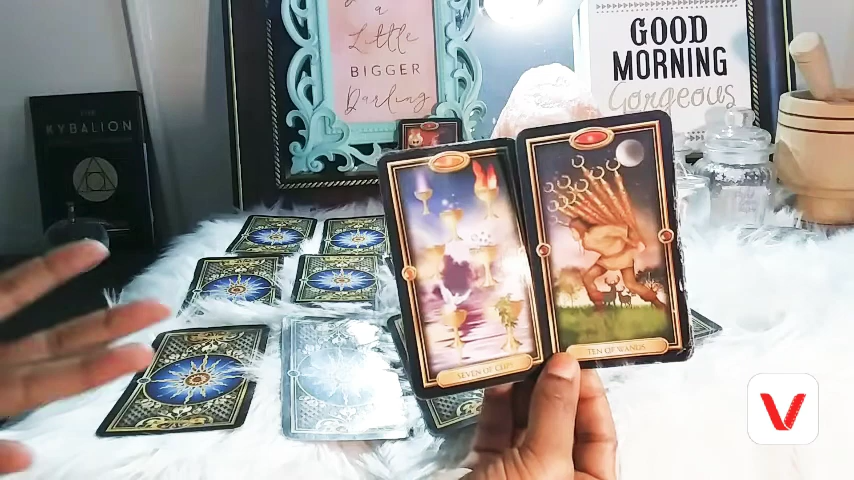 a
Little
BIGGER
Darling
GOOD
MORNING
Gorgeous
THE
KYBALION
SEVEN OF CUPS
TEN OF WANDS
V